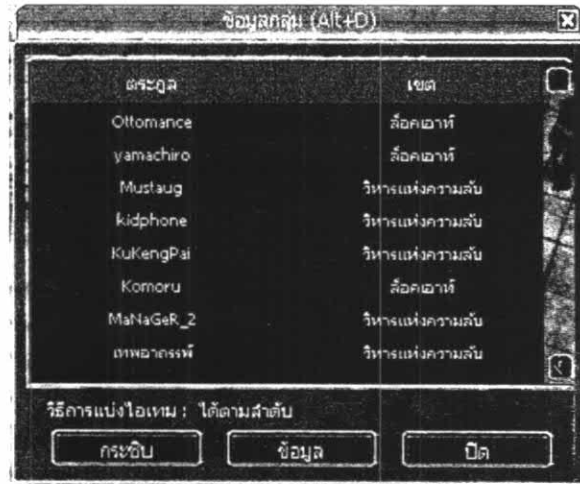 ข้อมูลกลุ่ม (Alt+D)
ตระกูล เขต
Ottomance ล็อคเอาท์
yamachiro ล็อคเอาท์
Mustaug วิหารแห่งความลับ
kidphone วิหารแห่งความลับ
KuKengPai วิหารแห่งความลับ
Komoru ล็อคเอาท์
MaNaGeR_2 วิหารแห่งความลับ
เทพอาถรรพ์ วิหารแห่งความลับ
วิธีการแบ่งไอเทม : ได้ตามลำดับ
กระซิบ ข้อมูล ปิด